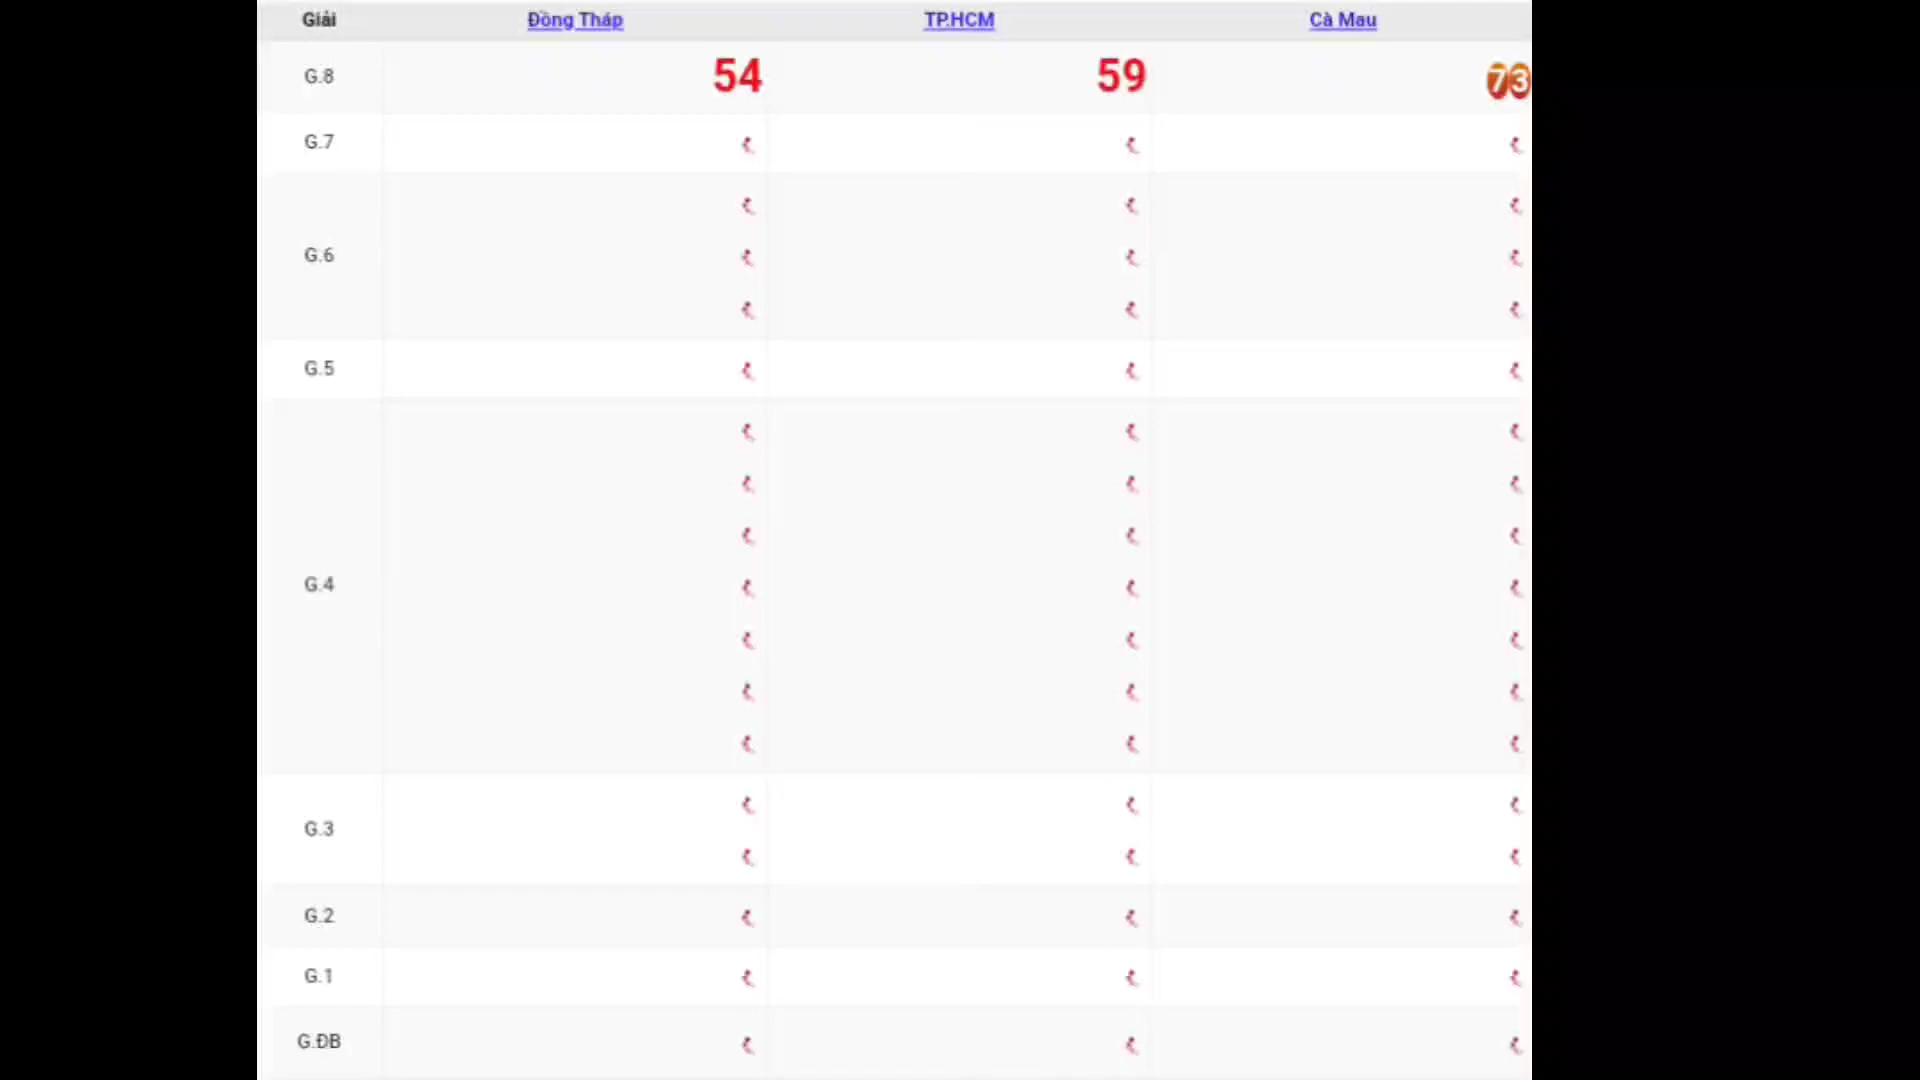 Giải Đồng Tháp TP.HCM Cà Mau
G.8 54 59 73
G.7
G.6
G.5
G.4
G.3
G.2
G.1
G.ĐB